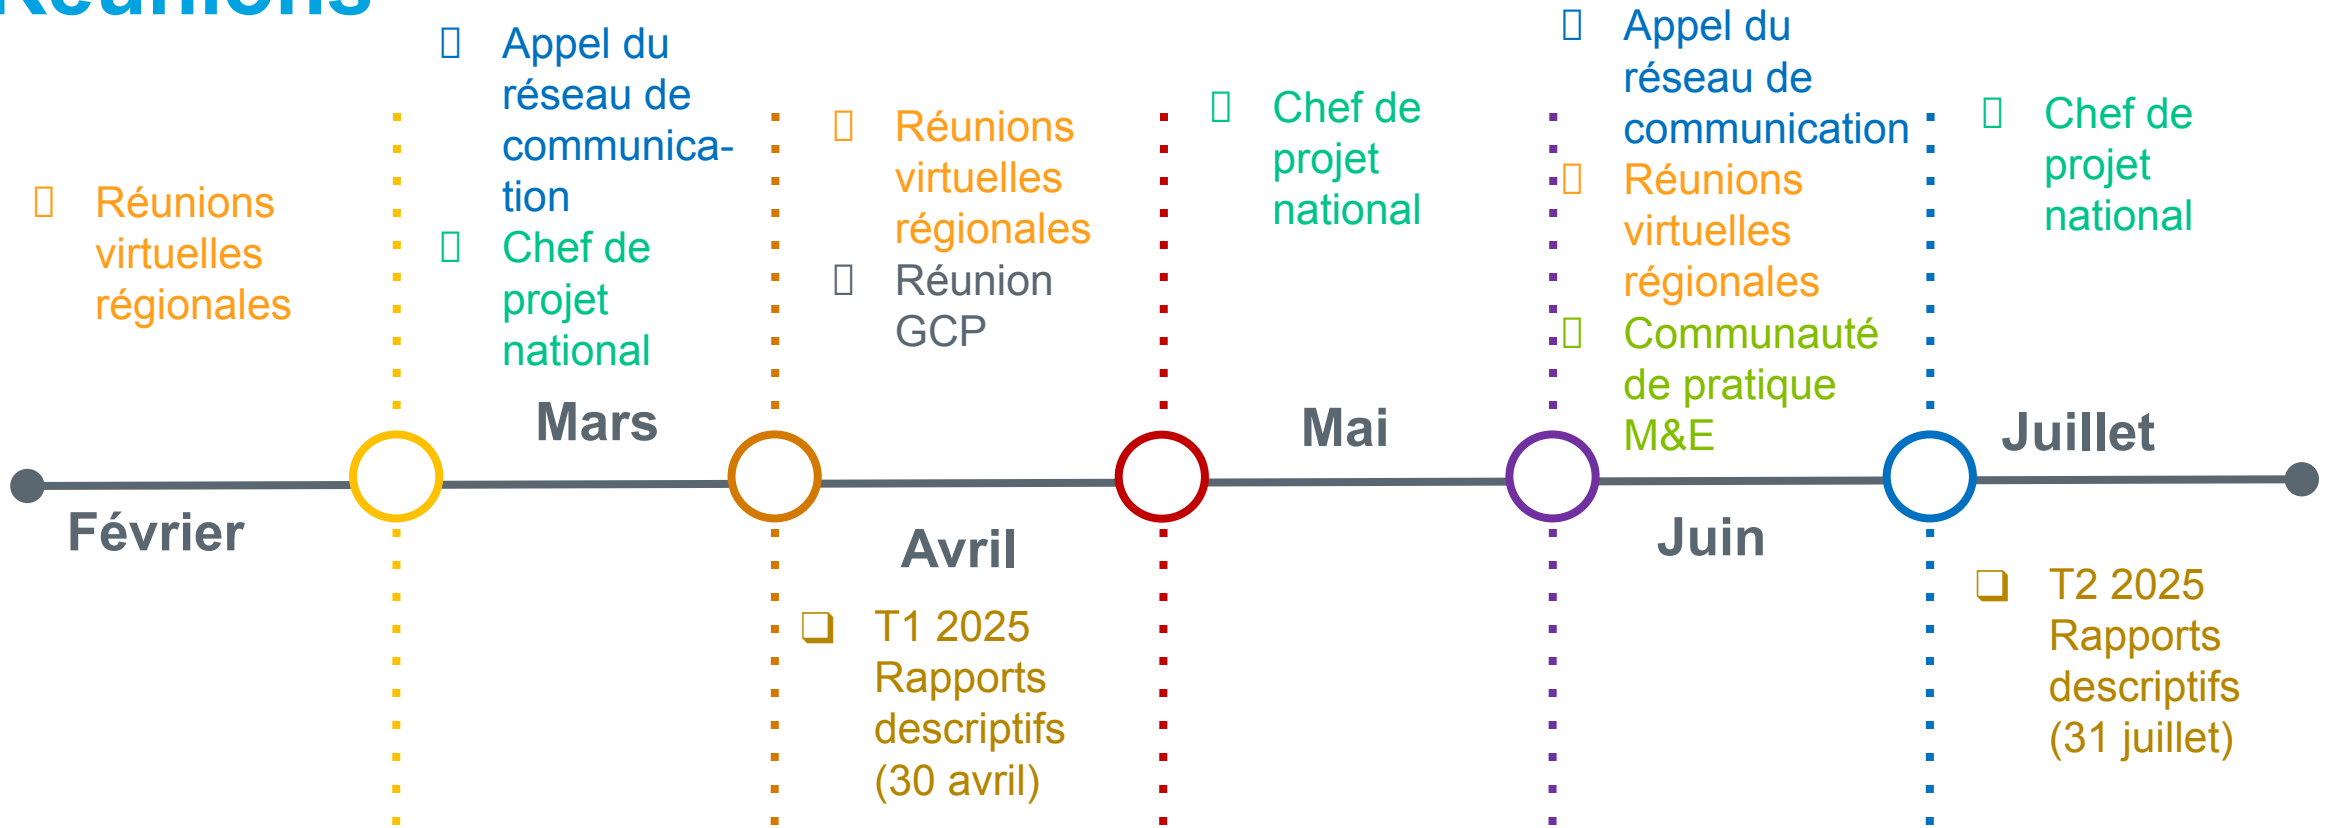 Réunions
Réunions
virtuelles
régionales
Février
Appel du
réseau de
communica-
tion
Chef de
projet
national
Mars
Réunions
virtuelles
régionales
Réunion
GCP
Avril
T1 2025
Rapports
descriptifs
(30 avril)
Chef de
projet
national
Mai
Appel du
réseau de
communication
Réunions
virtuelles
régionales
Communauté
de pratique
M&E
Juin
Chef de
projet
national
Juillet
T2 2025
Rapports
descriptifs
(31 juillet)